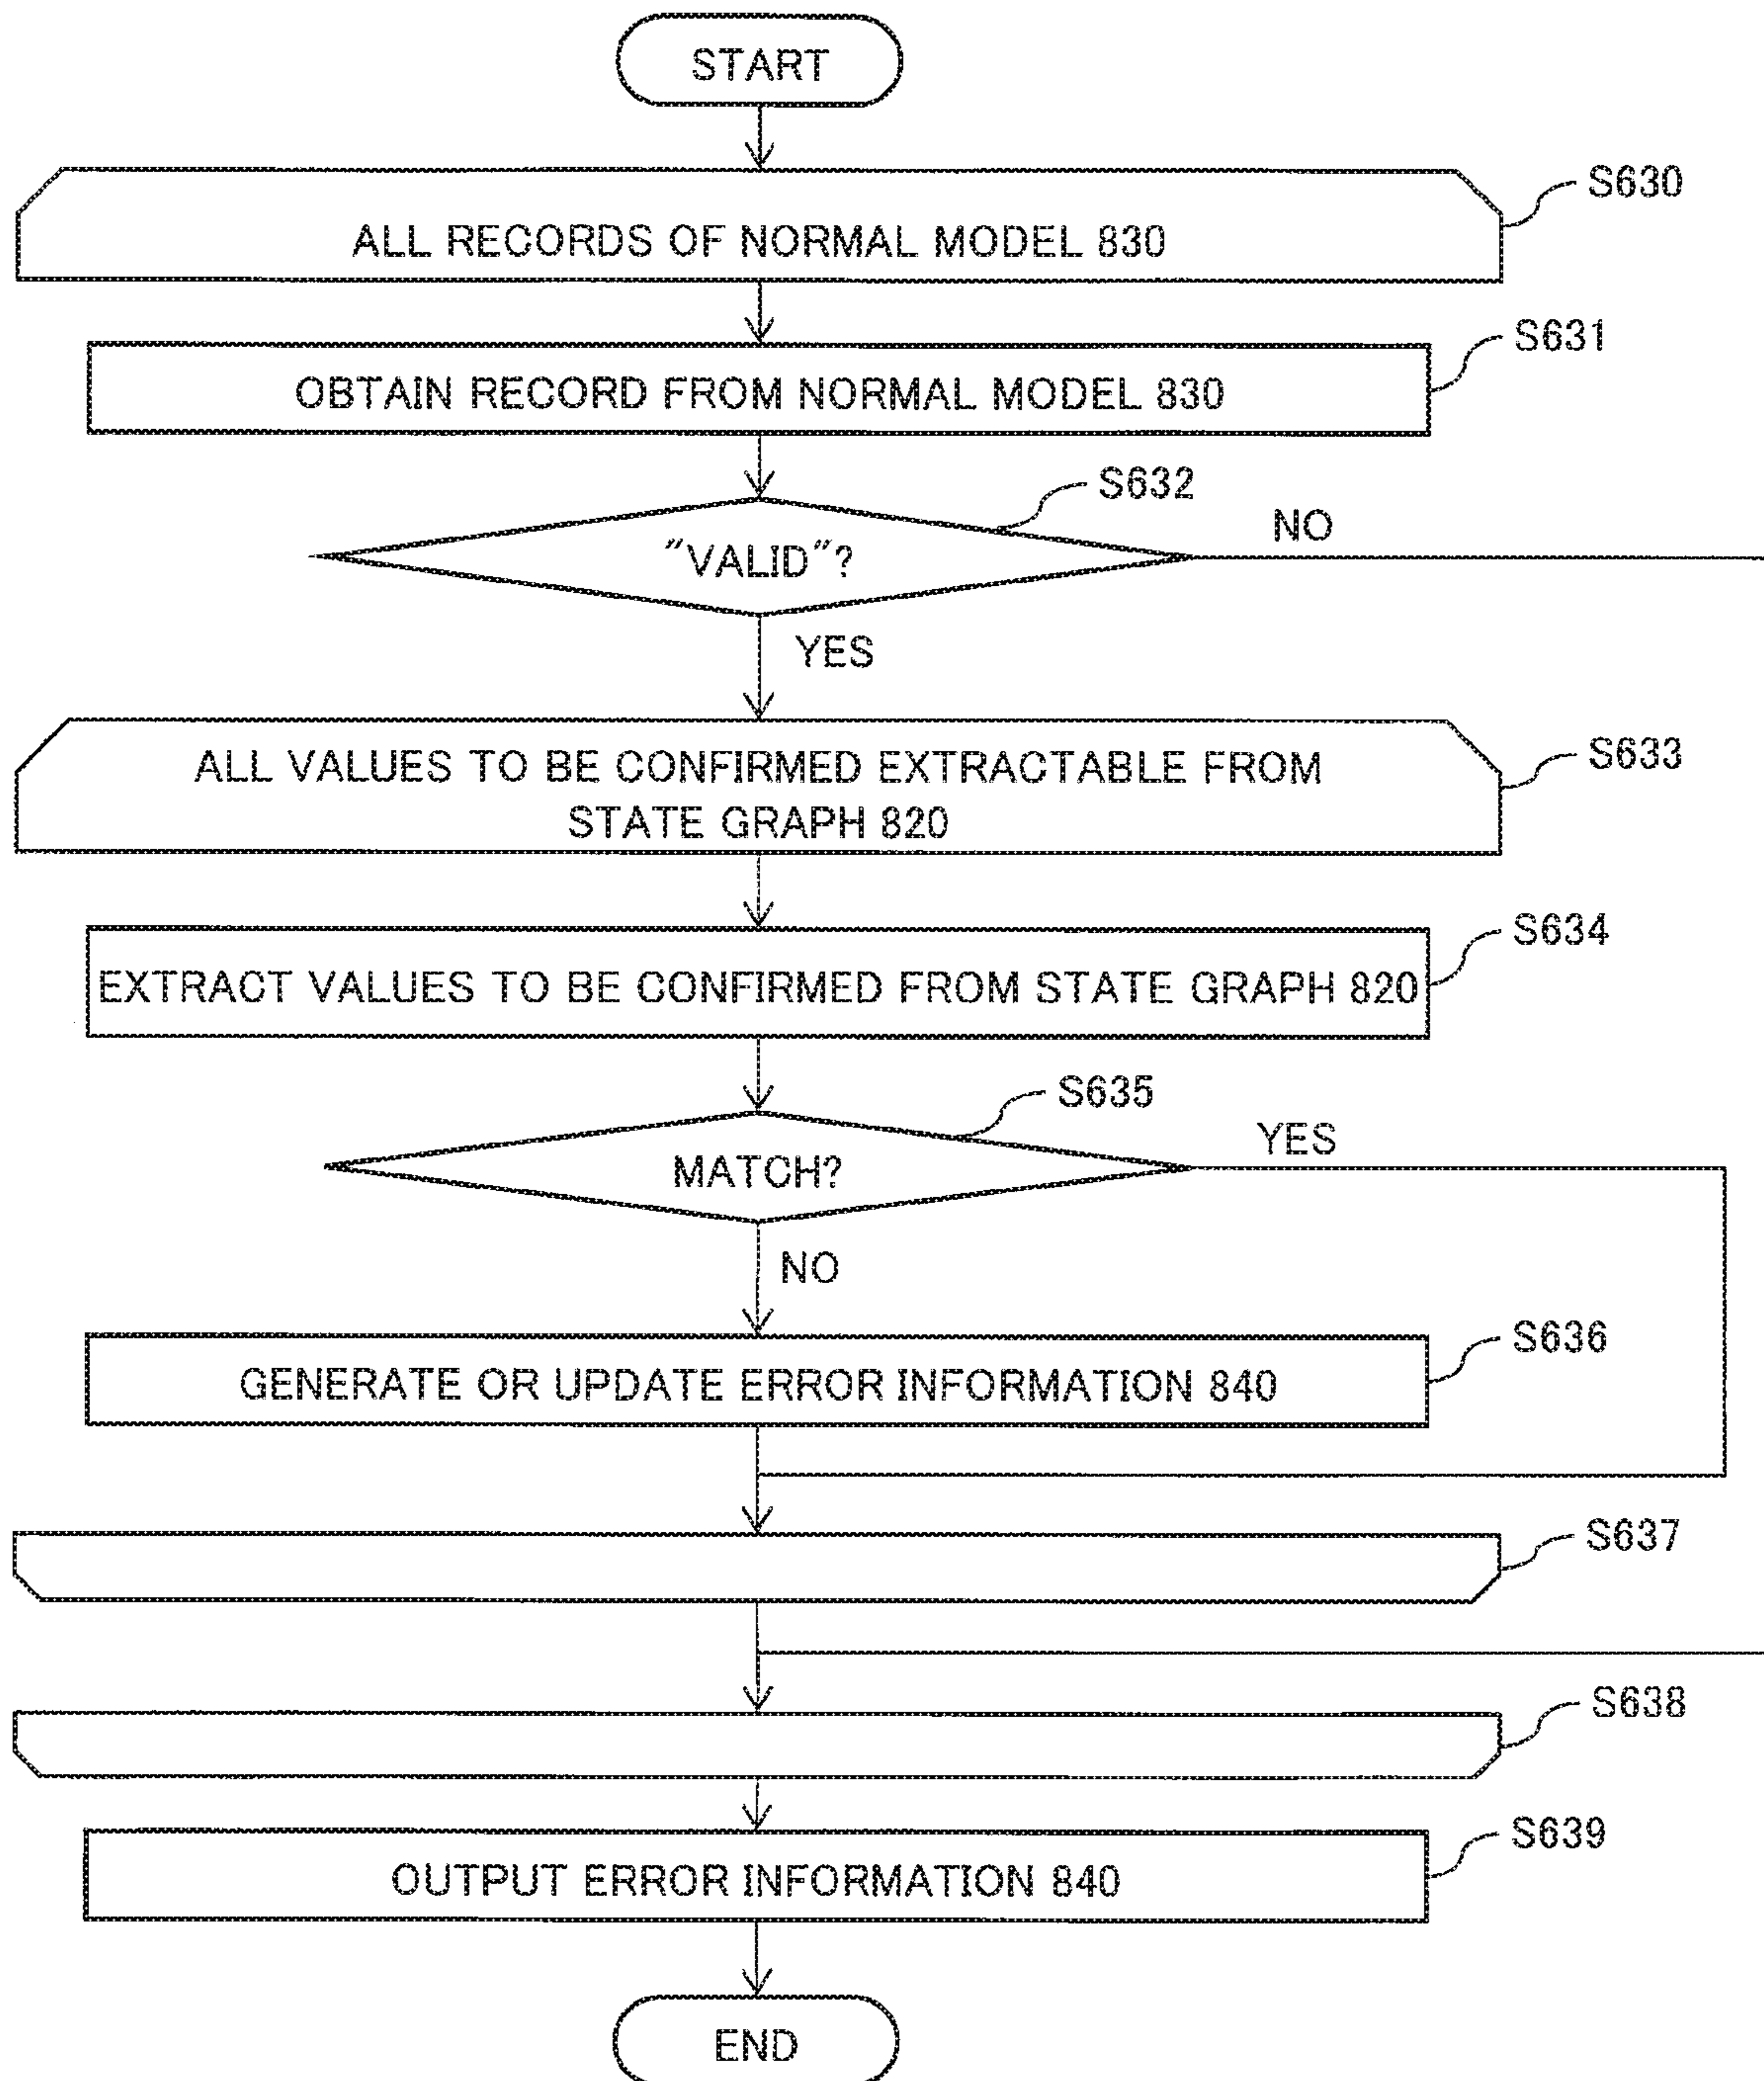 START
S630
ALL RECORDS OF NORMAL MODEL 830
S631
OBTAIN RECORD FROM NORMAL MODEL 830
S632
NO
"VALID"?
YES
S633
ALL VALUES TO BE CONFIRMED EXTRACTABLE FROM
STATE GRAPH 820
S634
EXTRACT VALUES TO BE CONFIRMED FROM STATE GRAPH 820
S635
YES
MATCH?
NO
S636
GENERATE OR UPDATE ERROR INFORMATION 840
S637
S638
S639
OUTPUT ERROR INFORMATION 840
END